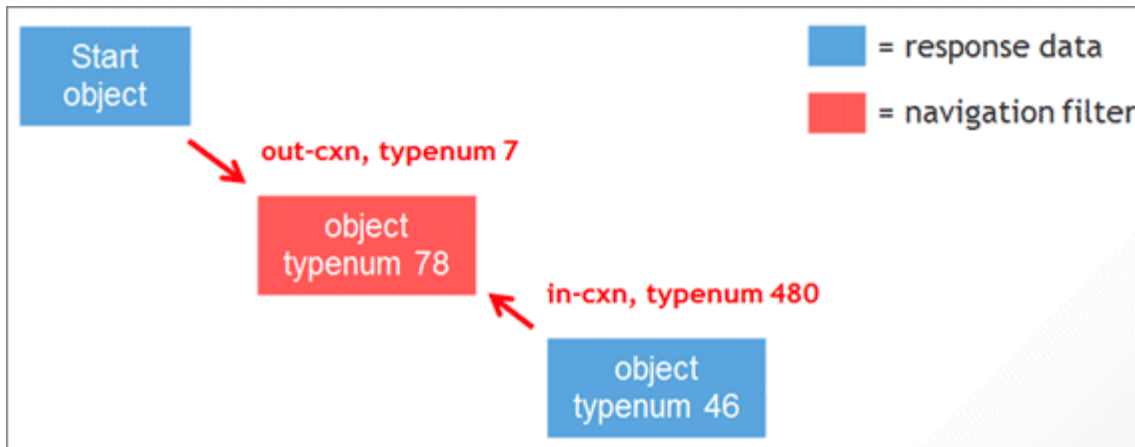 Start
object
= response data
= navigation filter
out-cxn, typenum 7
object
typenum 78
in-cxn, typenum 480
object
typenum 46